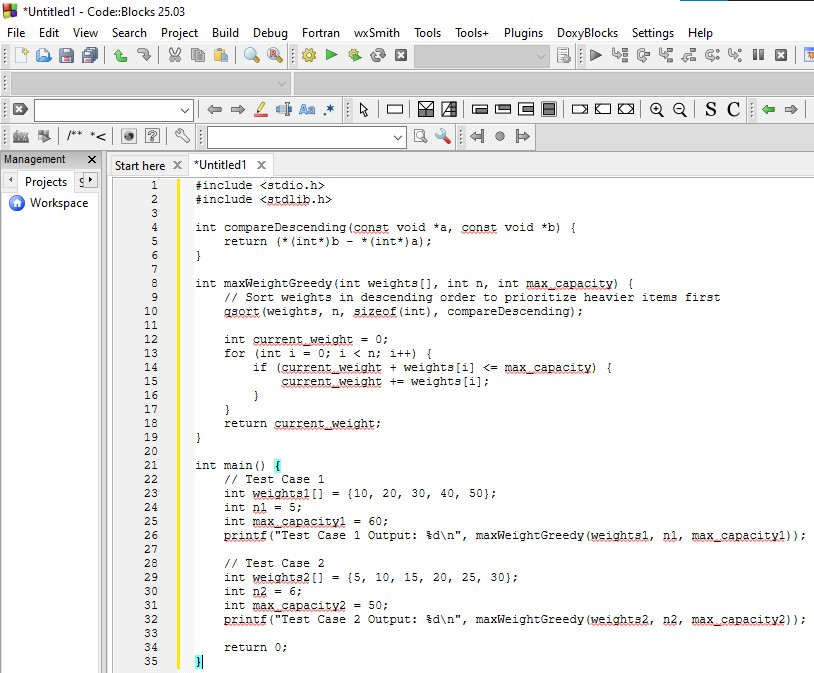 *Untitled1 - Code::Blocks 25.03
File Edit View Search Project Build Debug Fortran wxSmith Tools Tools+ Plugins DoxyBlocks Settings Help
Aa .* S C
/** *<
Management
Start here *Untitled1
Projects S
Workspace
1 #include <stdio.h>
2 #include <stdlib.h>
3
4 int compareDescending(const void *a, const void *b) {
5 return (*(int*)b - *(int*)a);
6 }
7
8 int maxWeightGreedy(int weights[], int n, int max_capacity) {
9 // Sort weights in descending order to prioritize heavier items first
10 qsort(weights, n, sizeof(int), compareDescending);
11
12 int current_weight = 0;
13 for (int i = 0; i < n; i++) {
14 if (current_weight + weights[i] <= max_capacity) {
15 current_weight += weights[i];
16 }
17 }
18 return current_weight;
19 }
20
21 int main() {
22 // Test Case 1
23 int weights1[] = {10, 20, 30, 40, 50};
24 int n1 = 5;
25 int max_capacity1 = 60;
26 printf("Test Case 1 Output: %d\n", maxWeightGreedy(weights1, n1, max_capacity1));
27
28 // Test Case 2
29 int weights2[] = {5, 10, 15, 20, 25, 30};
30 int n2 = 6;
31 int max_capacity2 = 50;
32 printf("Test Case 2 Output: %d\n", maxWeightGreedy(weights2, n2, max_capacity2));
33
34 return 0;
35 }